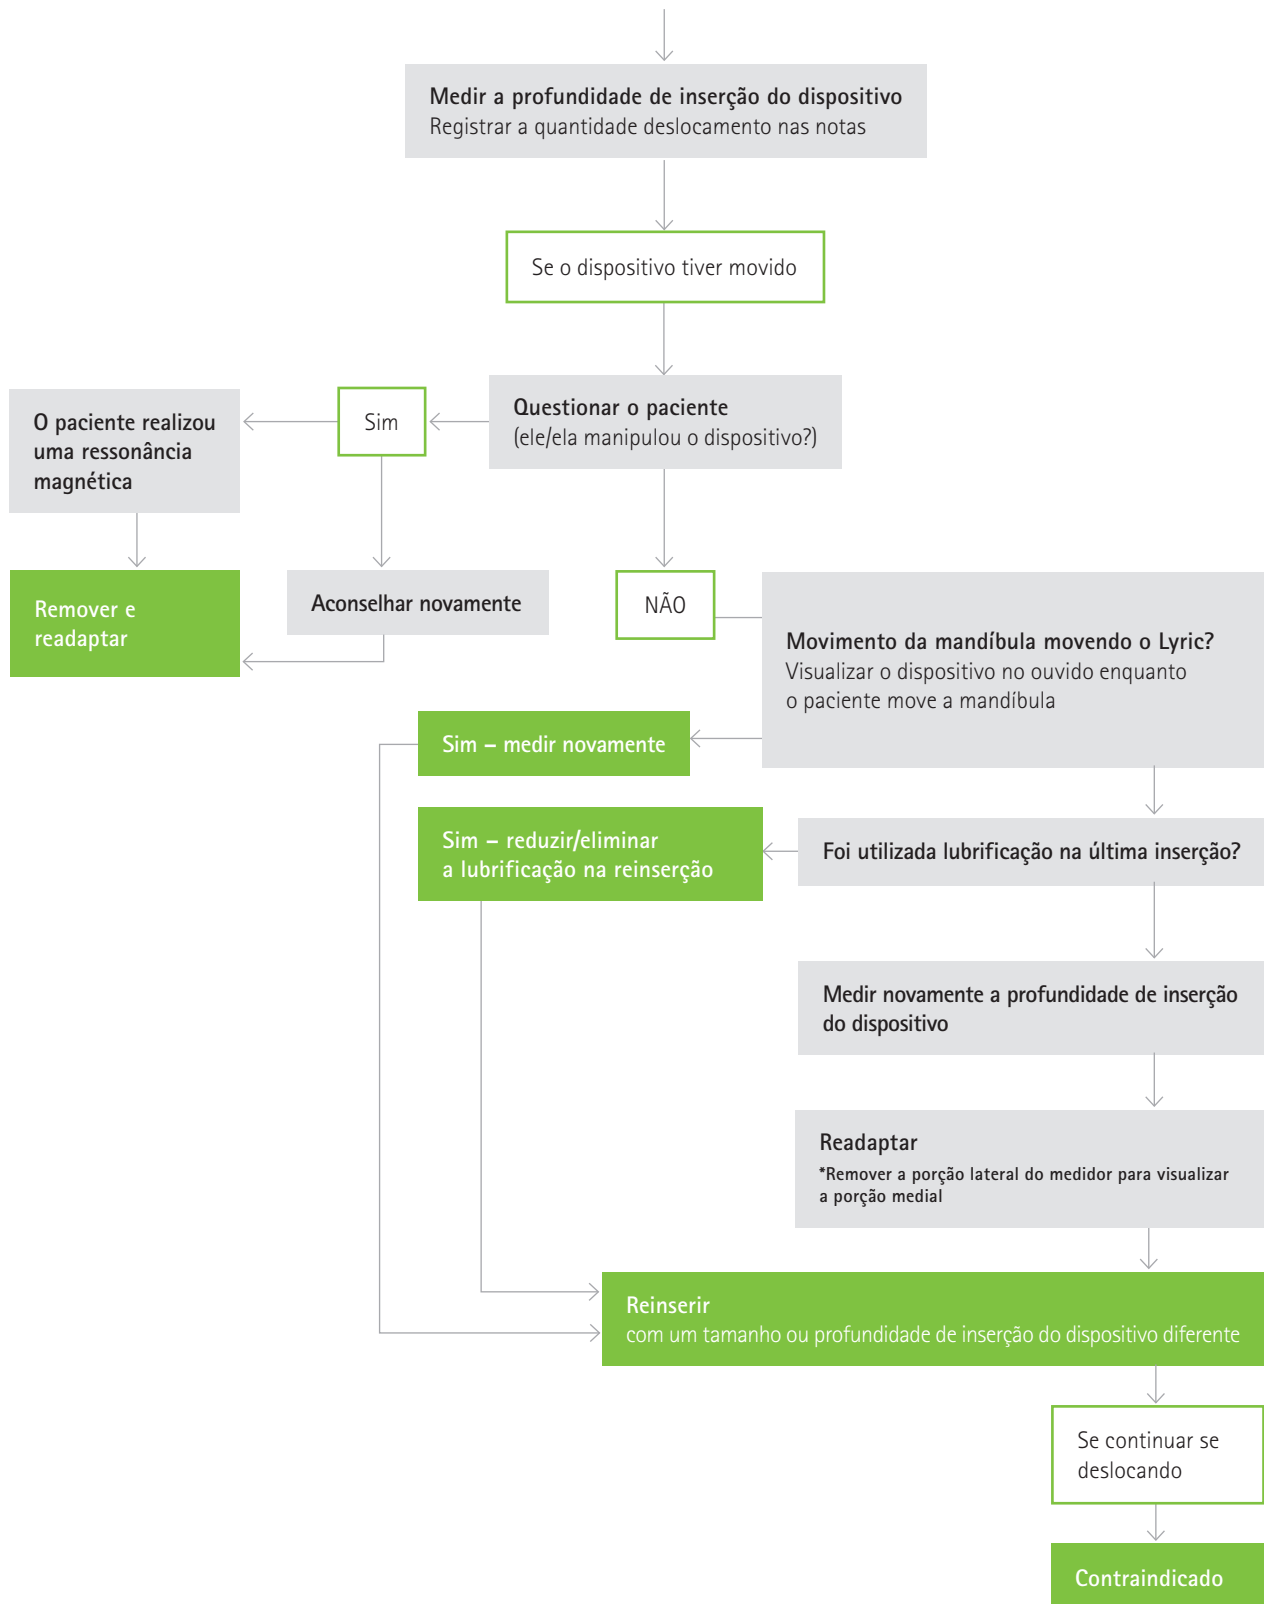 Medir a profundidade de inserção do dispositivo
Registrar a quantidade deslocamento nas notas
Se o dispositivo tiver movido
Questionar o paciente
(ele/ela manipulou o dispositivo?)
Sim
O paciente realizou
uma ressonância
magnética
Remover e
readaptar
Aconselhar novamente
NÃO
Movimento da mandíbula movendo o Lyric?
Visualizar o dispositivo no ouvido enquanto
o paciente move a mandíbula
Sim – medir novamente
Foi utilizada lubrificação na última inserção?
Sim – reduzir/eliminar
a lubrificação na reinserção
Medir novamente a profundidade de inserção
do dispositivo
Readaptar
*Remover a porção lateral do medidor para visualizar
a porção medial
Reinserir
com um tamanho ou profundidade de inserção do dispositivo diferente
Se continuar se
deslocando
Contraindicado